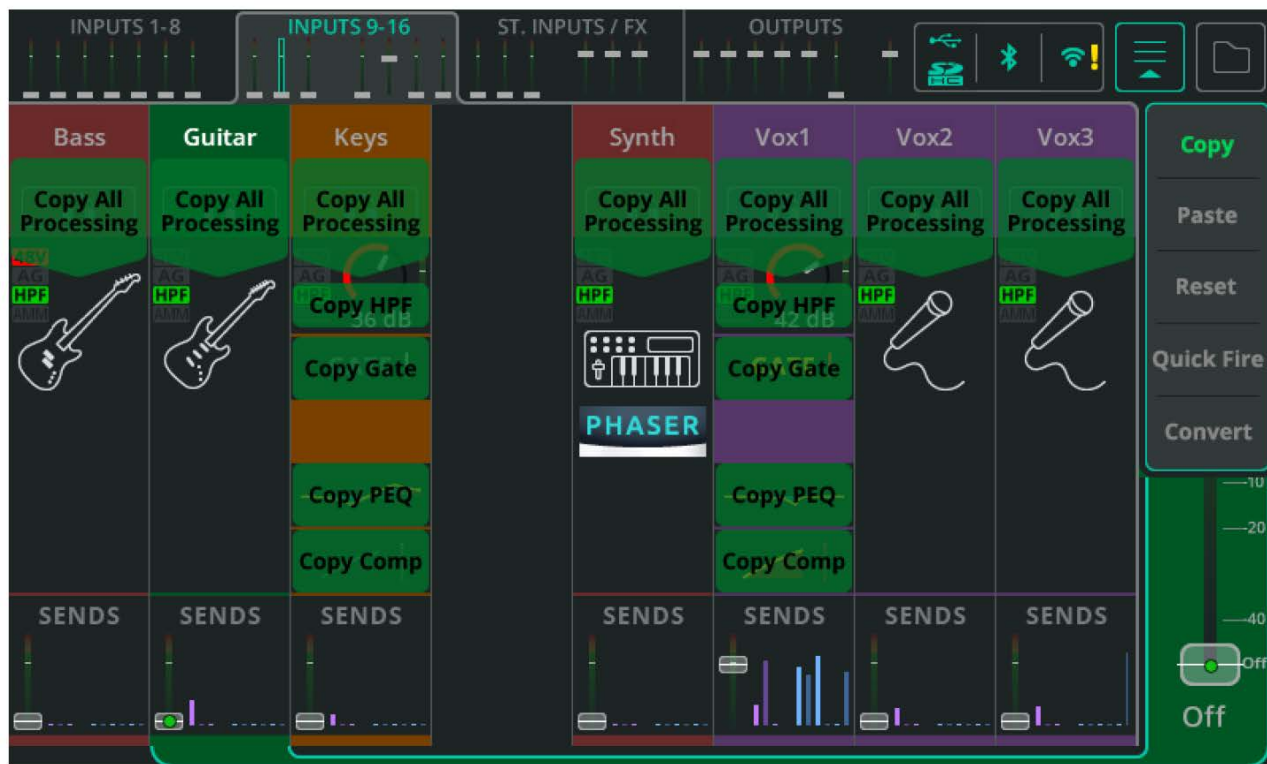 INPUTS 1-8
INPUTS 9-16
ST. INPUTS / FX
OUTPUTS
SD
HC
!
Bass
Guitar
Keys
Synth
Vox1
Vox2
Vox3
Copy
Copy All
Processing
Copy All
Processing
Copy All
Processing
Copy All
Processing
Copy All
Processing
Copy All
Processing
Copy All
Processing
Paste
48V
AG
HPF
AMM
AG
HPF
AMM
AG
Copy HPF
36 dB
AG
HPF
AMM
Copy HPF
42 dB
AG
HPF
AMM
AG
HPF
AMM
Reset
Copy Gate
Copy Gate
Quick Fire
PHASER
Convert
Copy PEQ
Copy PEQ
Copy Comp
Copy Comp
10
20
40
Off
Off
SENDS
SENDS
SENDS
SENDS
SENDS
SENDS
SENDS